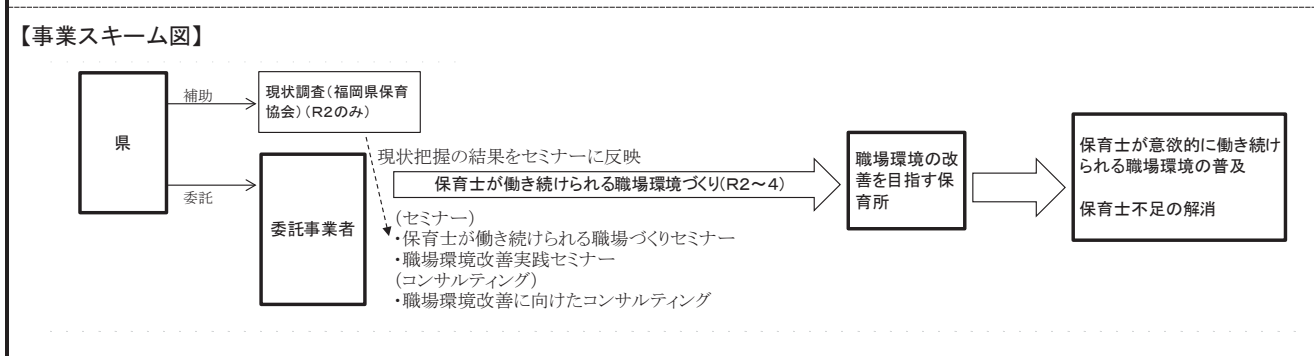 【事業スキーム図】
県
補助
委託
現状調査(福岡県保育
協会)(R2のみ)
委託事業者
現状把握の結果をセミナーに反映
保育士が働き続けられる職場環境づくり(R2～4)
(セミナー)
・保育士が働き続けられる職場づくりセミナー
・職場環境改善実践セミナー
(コンサルティング)
・職場環境改善に向けたコンサルティング
職場環境の改
善を目指す保
育所
保育士が意欲的に働き続け
られる職場環境の普及
保育士不足の解消